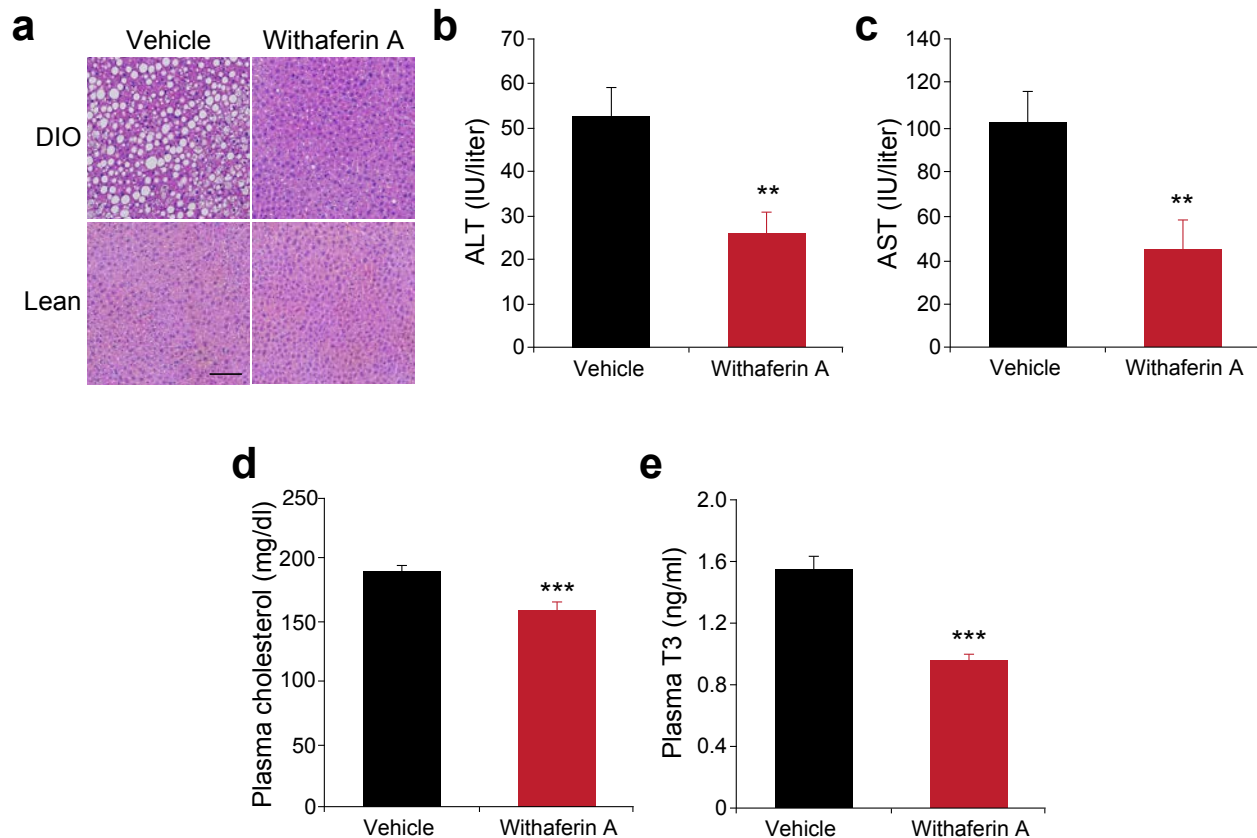 a
Vehicle Withaferin A
DIO
Lean
b
ALT (IU/liter)
70
60
50
40
30
20
10
0
**
Vehicle Withaferin A
c
AST (IU/liter)
140
120
100
80
60
40
20
0
**
Vehicle Withaferin A
d
Plasma cholesterol (mg/dl)
250
200
150
100
50
0
***
Vehicle Withaferin A
e
Plasma T3 (ng/ml)
2.0
1.6
1.2
0.8
0.4
0
***
Vehicle Withaferin A